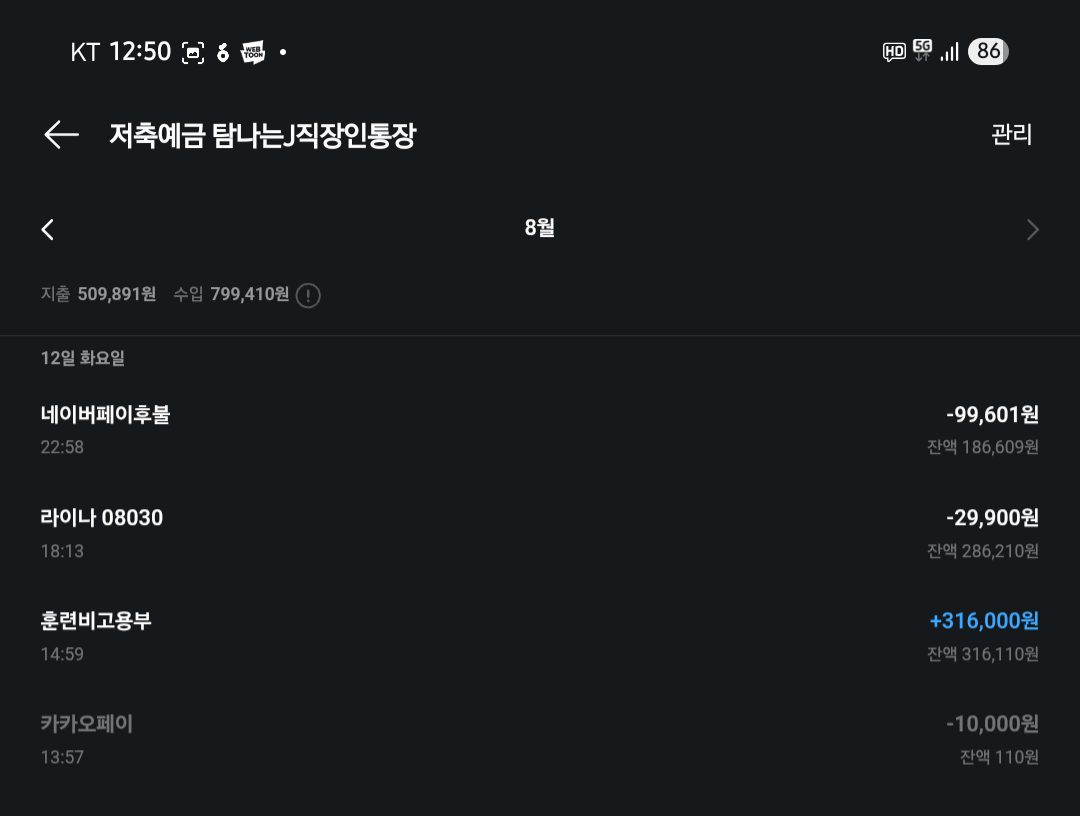 KT 12:50 WEB TOON HD 5G 86
저축예금 탐나는J직장인통장 관리
8월
지출 509,891원 수입 799,410원
12일 화요일
네이버페이후불 -99,601원
22:58 잔액 186,609원
라이나 08030 -29,900원
18:13 잔액 286,210원
훈련비고용부 +316,000원
14:59 잔액 316,110원
카카오페이 -10,000원
13:57 잔액 110원